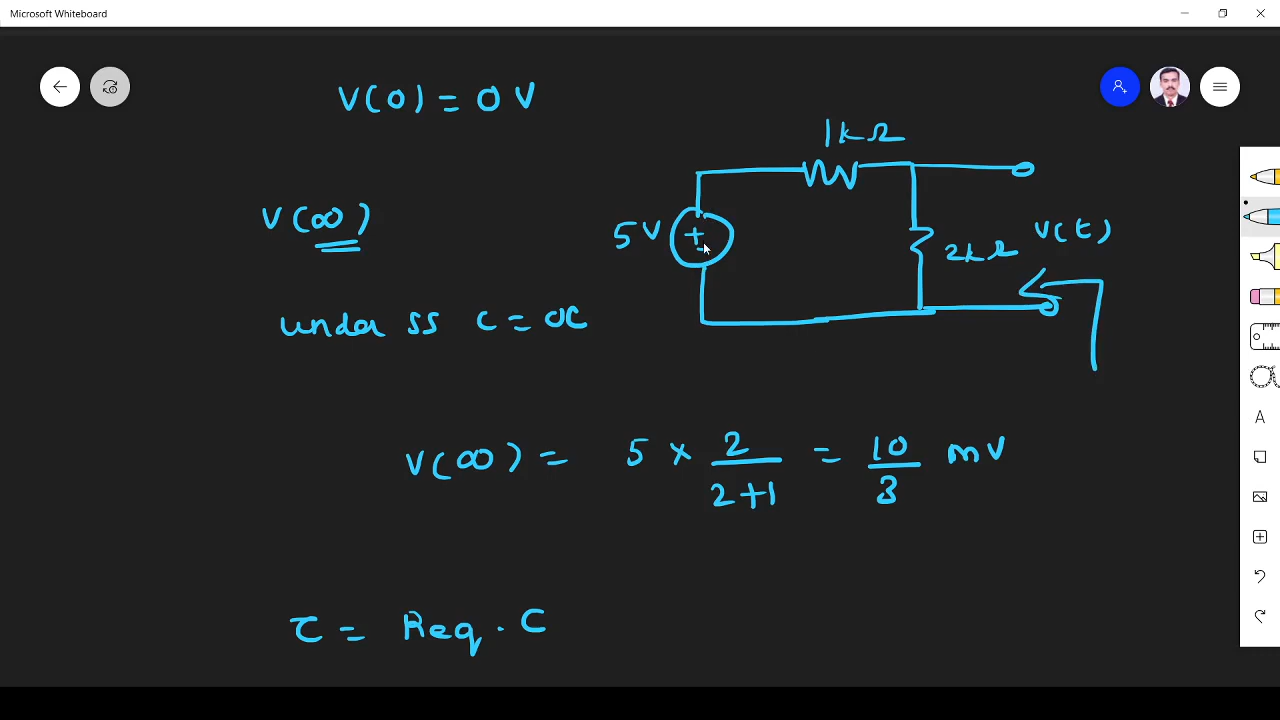 Microsoft Whiteboard
V(0) = 0 V
1kΩ
V(∞)
5V
+
2kΩ
V(t)
under ss c = OC
V(∞) = 5 × 2/(2+1) = 10/3 mV
τ = Req . C
A